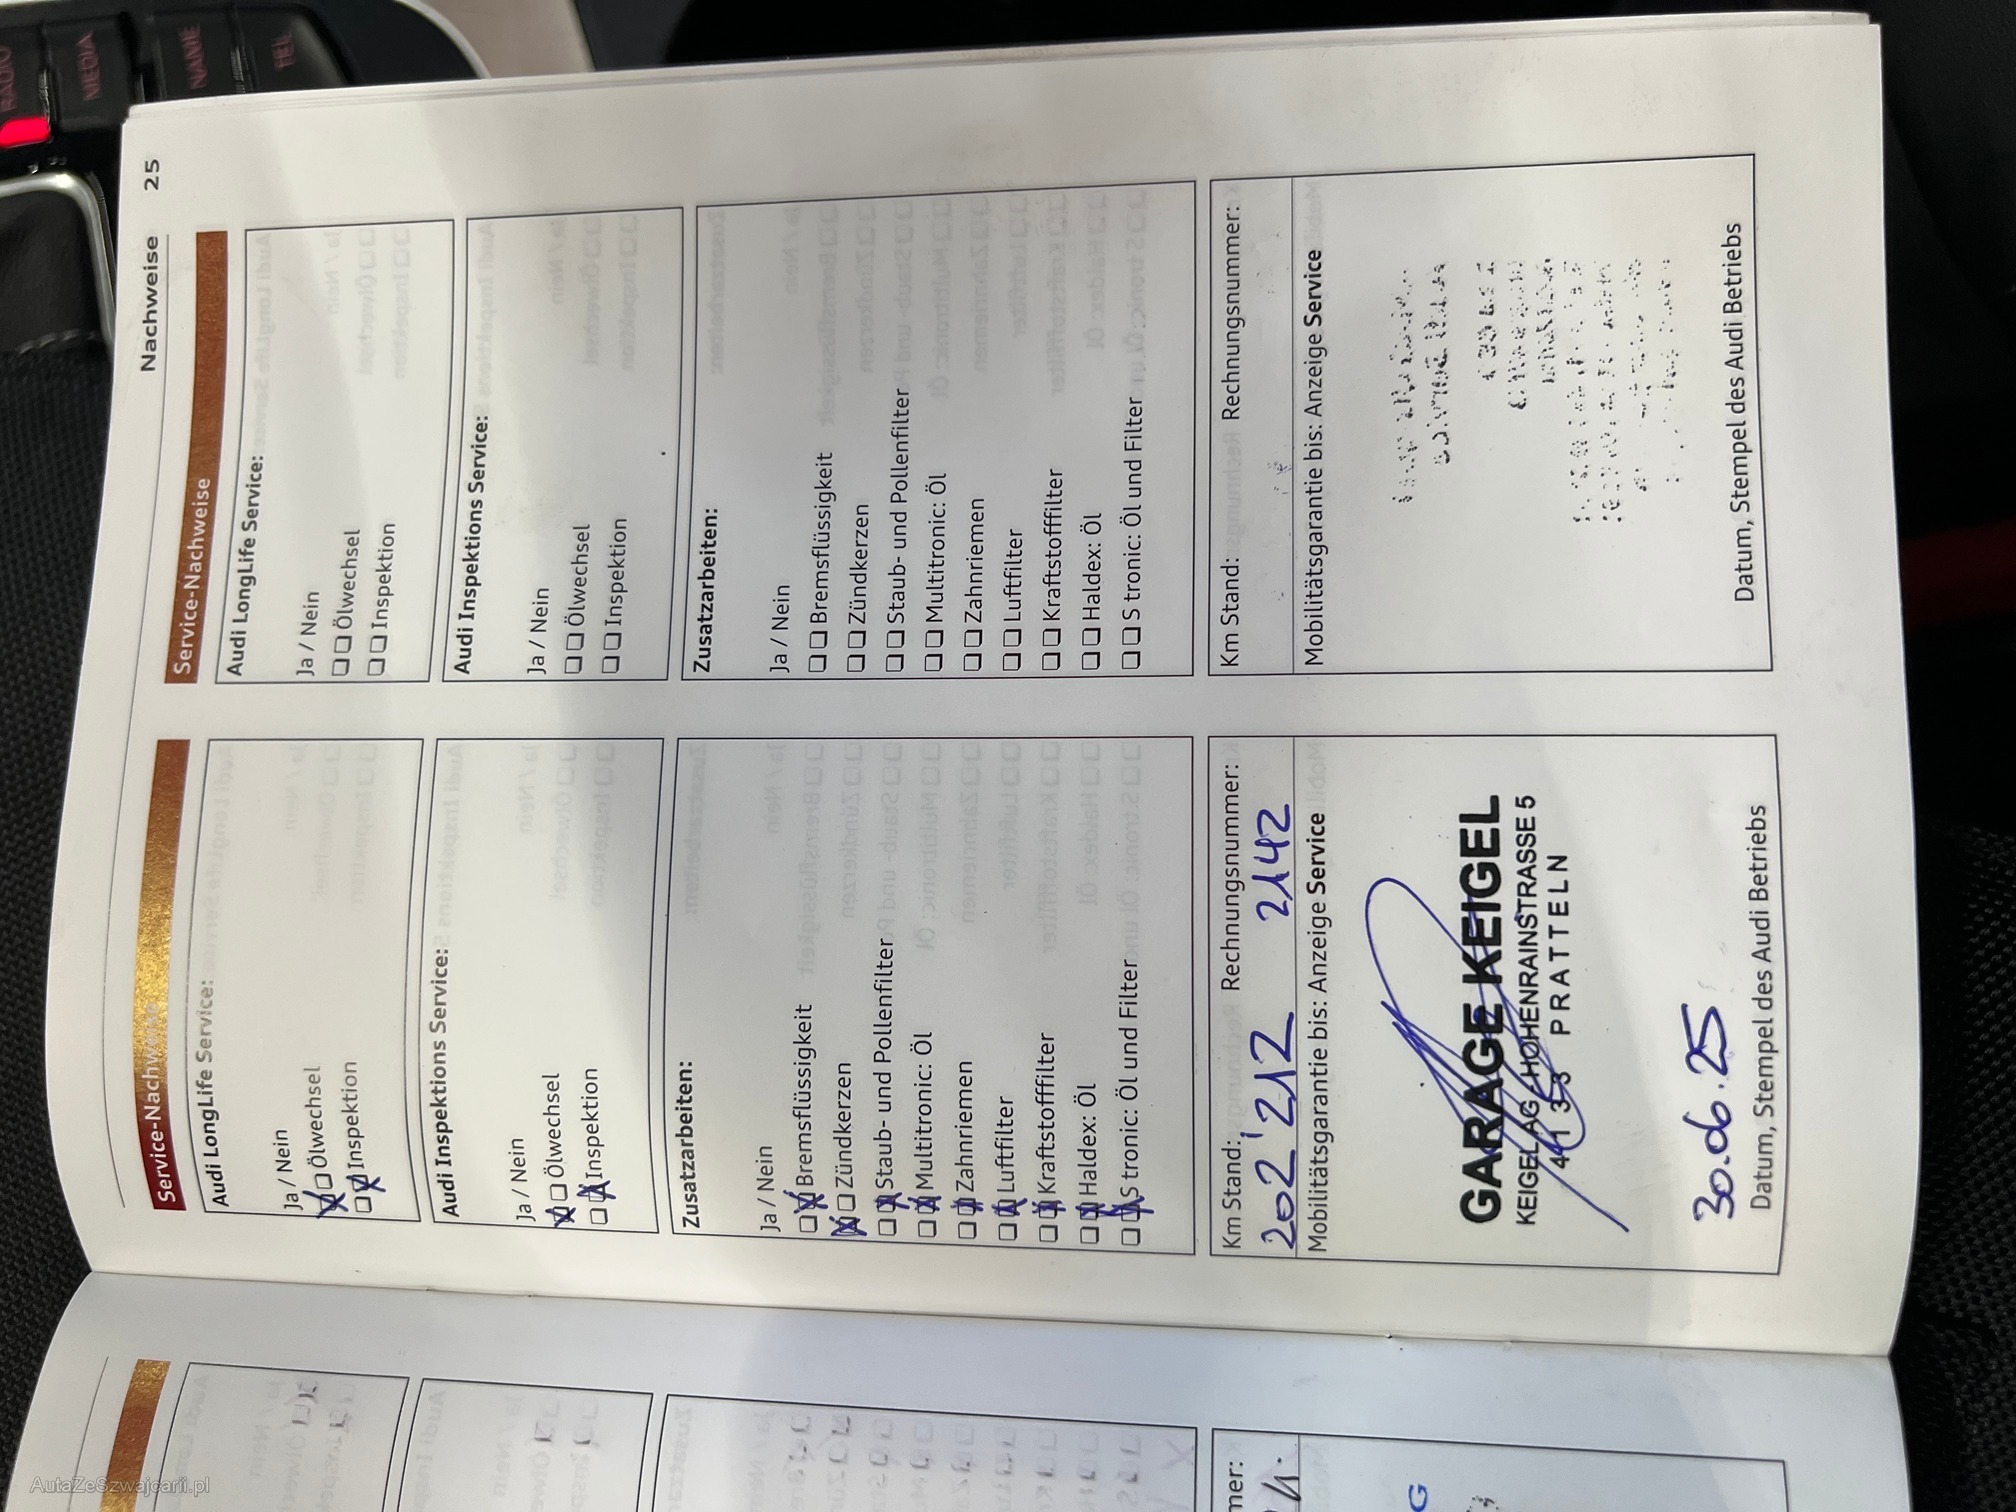 RADIO
MEDIA
NAME
TEL
Nachweise 25
Service-Nachweise
Audi LongLife Service:
Ja / Nein
Ölwechsel
Inspektion
Audi Inspektions Service:
Ja / Nein
Ölwechsel
Inspektion
Zusatzarbeiten:
Ja / Nein
Bremsflüssigkeit
Zündkerzen
Staub- und Pollenfilter
Multitronic: Öl
Zahnriemen
Luftfilter
Kraftstofffilter
Haldex: Öl
S tronic: Öl und Filter
Km Stand: Rechnungsnummer:
202'212 2142
Mobilitätsgarantie bis: Anzeige Service
GARAGE KEIGEL
KEIGEL AG - HOHENRAINSTRASSE 5
4133 PRATTELN
30.06.25
Datum, Stempel des Audi Betriebs
Service-Nachweise
Audi LongLife Service:
Ja / Nein
Ölwechsel
Inspektion
Audi Inspektions Service:
Ja / Nein
Ölwechsel
Inspektion
Zusatzarbeiten:
Ja / Nein
Bremsflüssigkeit
Zündkerzen
Staub- und Pollenfilter
Multitronic: Öl
Zahnriemen
Luftfilter
Kraftstofffilter
Haldex: Öl
S tronic: Öl und Filter
Km Stand: Rechnungsnummer:
Mobilitätsgarantie bis: Anzeige Service
Datum, Stempel des Audi Betriebs
mer:
G
AutaZeSzwajcarii.pl